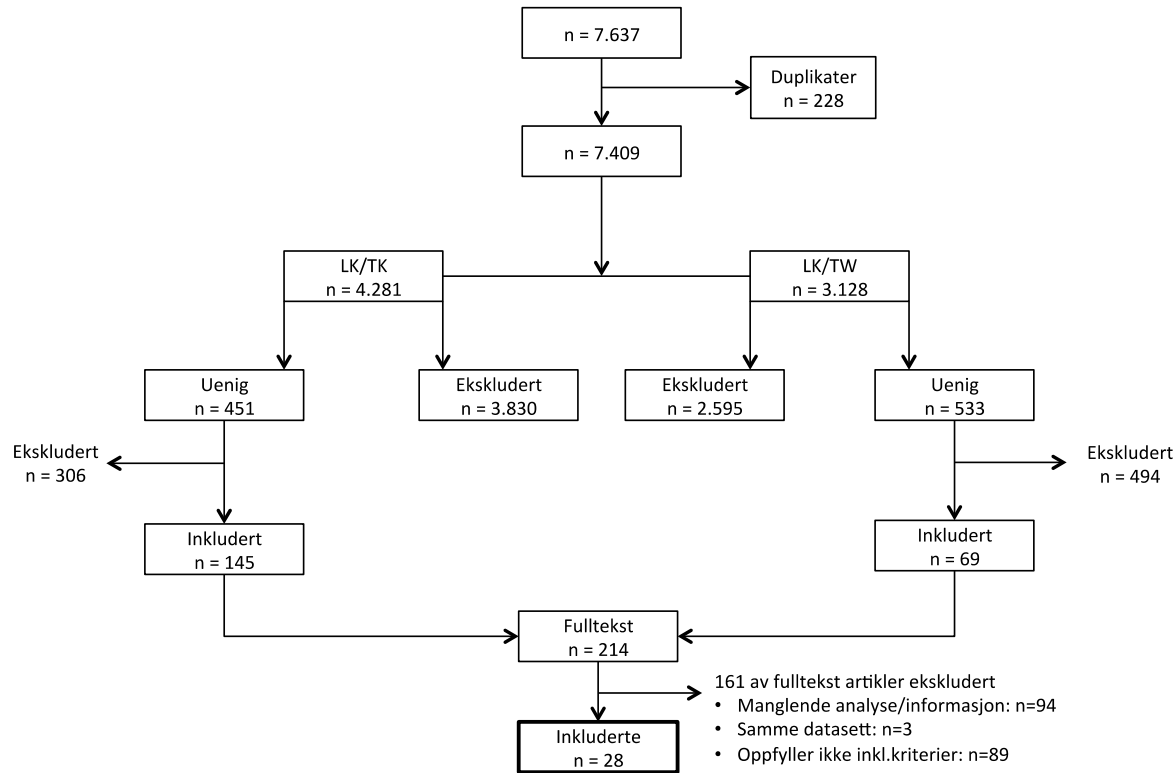 n = 7.637
Duplikater
n = 228
n = 7.409
LK/TK
n = 4.281
LK/TW
n = 3.128
Uenig
n = 451
Ekskludert
n = 3.830
Ekskludert
n = 2.595
Uenig
n = 533
Ekskludert
n = 306
Ekskludert
n = 494
Inkludert
n = 145
Inkludert
n = 69
Fulltekst
n = 214
161 av fulltekst artikler ekskludert
• Manglende analyse/informasjon: n=94
• Samme datasett: n=3
• Oppfyller ikke inkl.kriterier: n=89
Inkluderte
n = 28